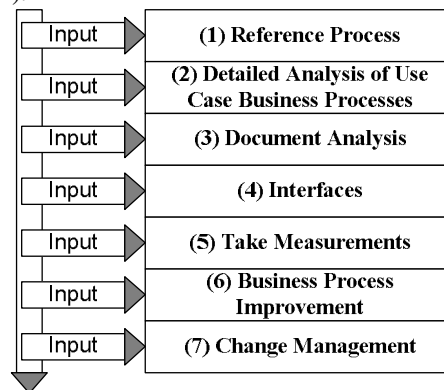 Input
(1) Reference Process
Input
(2) Detailed Analysis of Use
Case Business Processes
Input
(3) Document Analysis
Input
(4) Interfaces
Input
(5) Take Measurements
Input
(6) Business Process
Improvement
Input
(7) Change Management